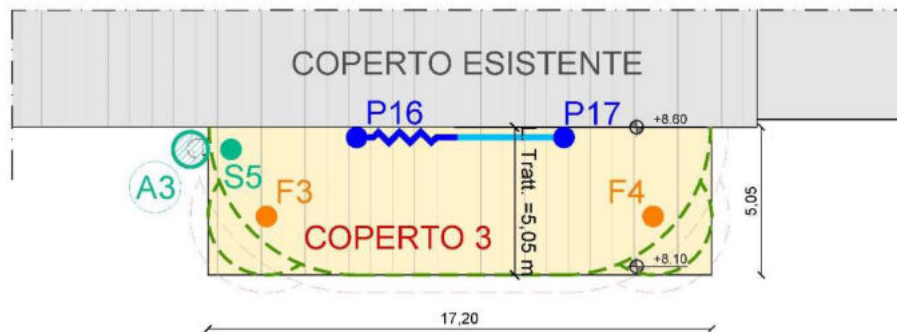 COPERTO ESISTENTE
P16
P17
+8.60
A3
S5
F3
F4
COPERTO 3
Tratt. =5,05 m
5,05
+8.10
17,20